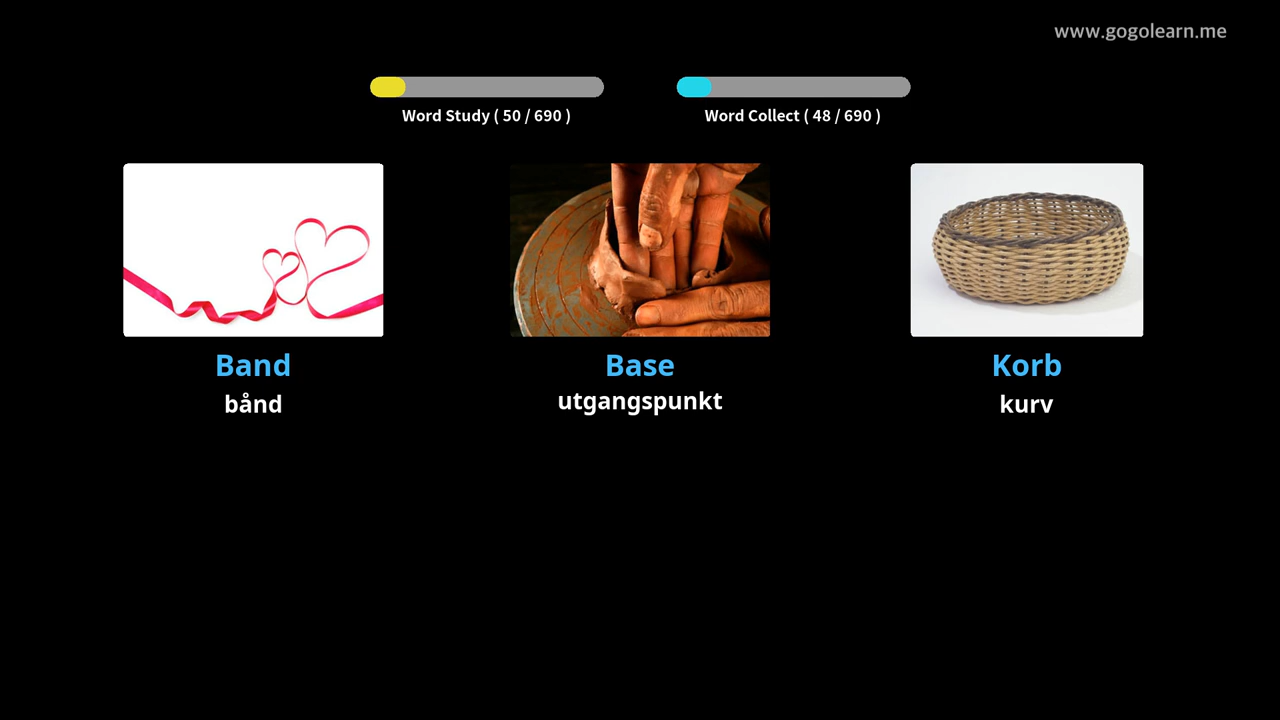 www.gogolearn.me
Word Study ( 50 / 690 )
Word Collect ( 48 / 690 )
Band
Base
Korb
bånd
utgangspunkt
kurv